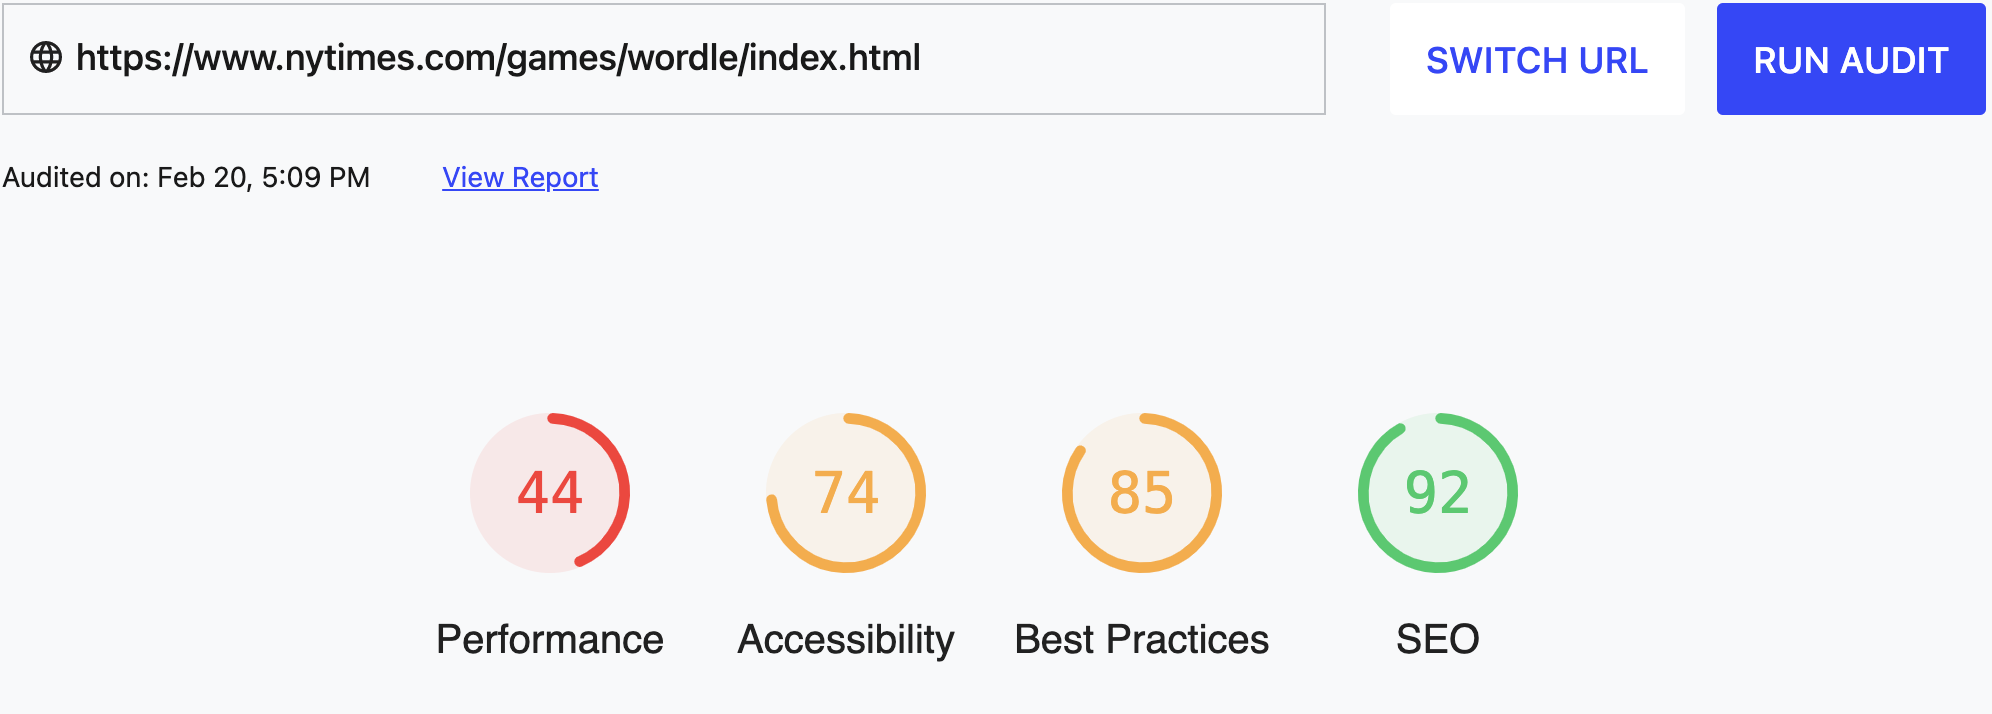 https://www.nytimes.com/games/wordle/index.html SWITCH URL RUN AUDIT
Audited on: Feb 20, 5:09 PM View Report
44 74 85 92
Performance Accessibility Best Practices SEO